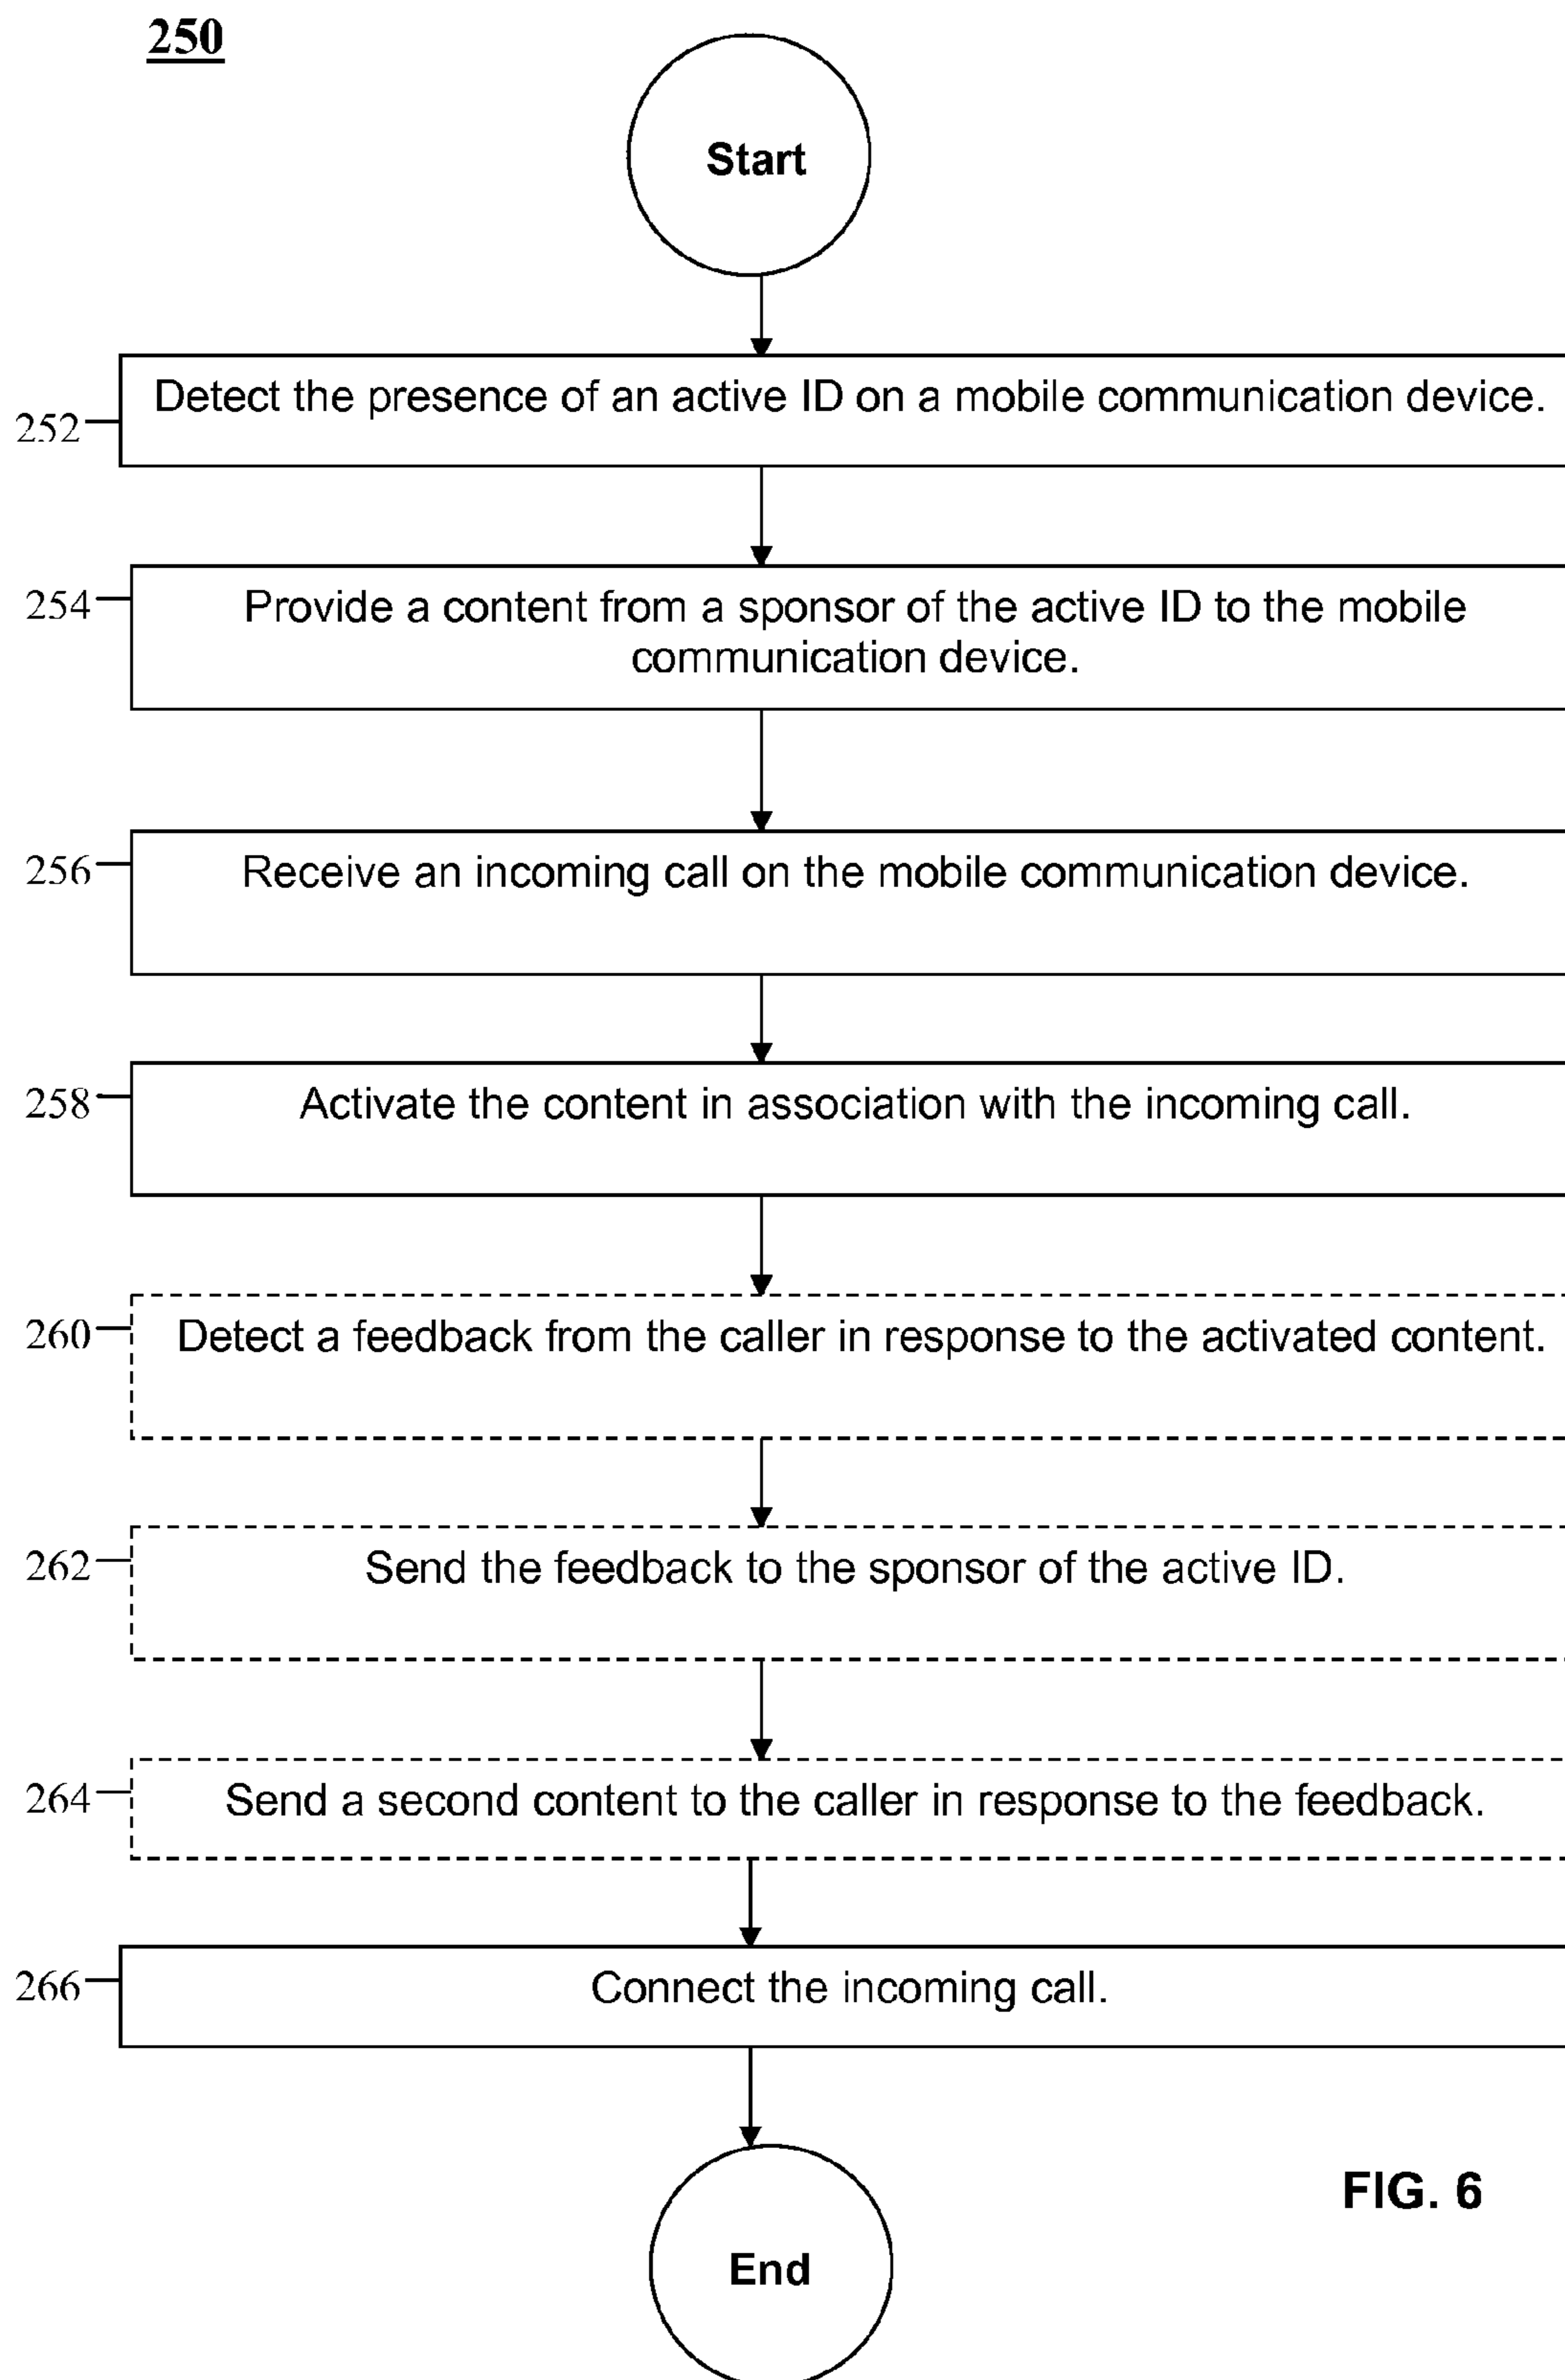 250
Start
252
Detect the presence of an active ID on a mobile communication device.
254
Provide a content from a sponsor of the active ID to the mobile
communication device.
256
Receive an incoming call on the mobile communication device.
258
Activate the content in association with the incoming call.
260
Detect a feedback from the caller in response to the activated content.
262
Send the feedback to the sponsor of the active ID.
264
Send a second content to the caller in response to the feedback.
266
Connect the incoming call.
FIG. 6
End